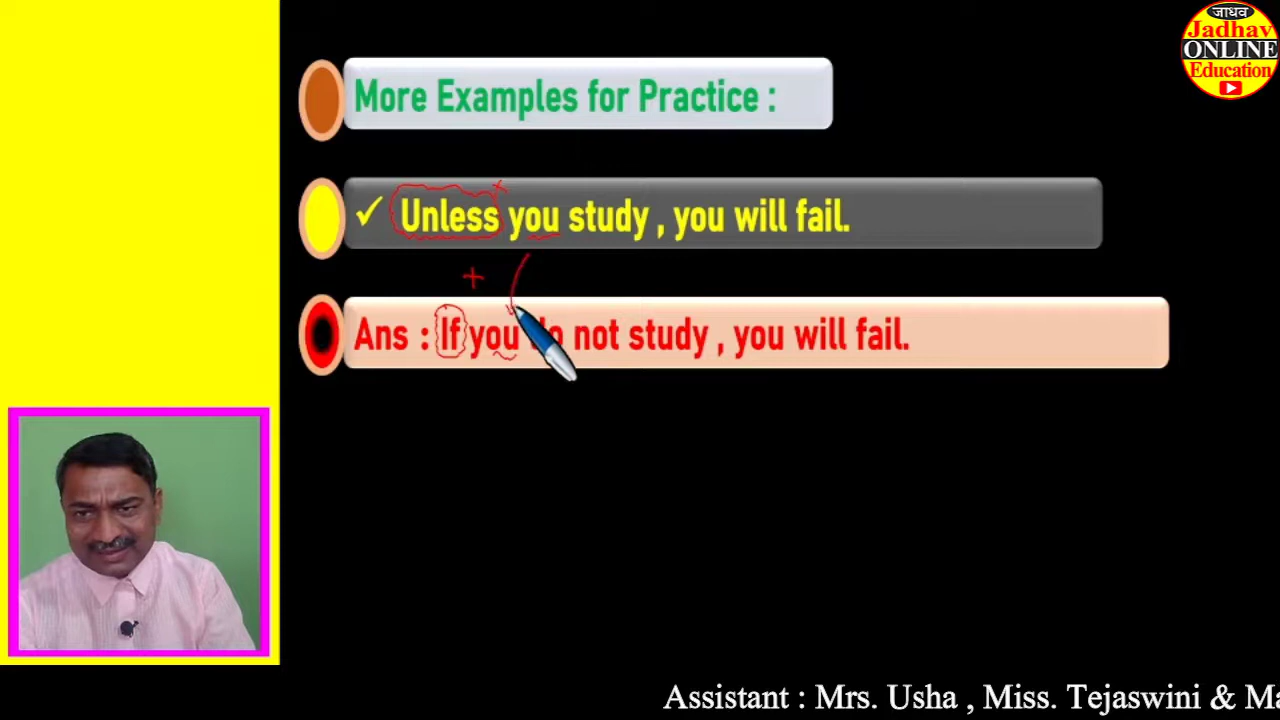 जाधव
Jadhav
ONLINE
Education
More Examples for Practice :
✓ Unless you study , you will fail.
Ans : If you do not study , you will fail.
Assistant : Mrs. Usha , Miss. Tejaswini & Ma